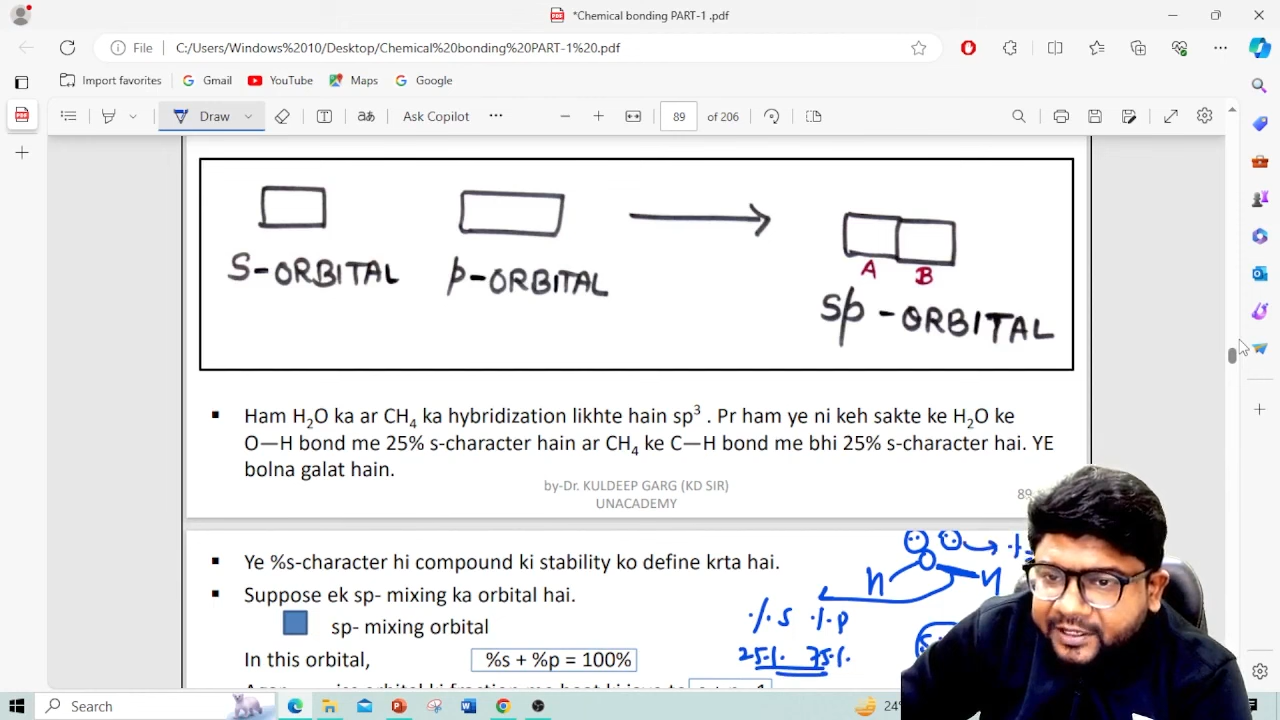 *Chemical bonding PART-1 .pdf
File C:/Users/Windows%2010/Desktop/Chemical%20bonding%20PART-1%20.pdf
Import favorites Gmail YouTube Maps Google
Draw Ask Copilot 89 of 206
S-ORBITAL p-ORBITAL A B
sp-ORBITAL
▪ Ham H₂O ka ar CH₄ ka hybridization likhte hain sp³ . Pr ham ye ni keh sakte ke H₂O ke
O—H bond me 25% s-character hain ar CH₄ ke C—H bond me bhi 25% s-character hai. YE
bolna galat hain.
by-Dr. KULDEEP GARG (KD SIR)
UNACADEMY
89
▪ Ye %s-character hi compound ki stability ko define krta hai.
▪ Suppose ek sp- mixing ka orbital hai.
O
H H
%s %p
sp- mixing orbital
25% 75%
In this orbital, %s + %p = 100%
Search